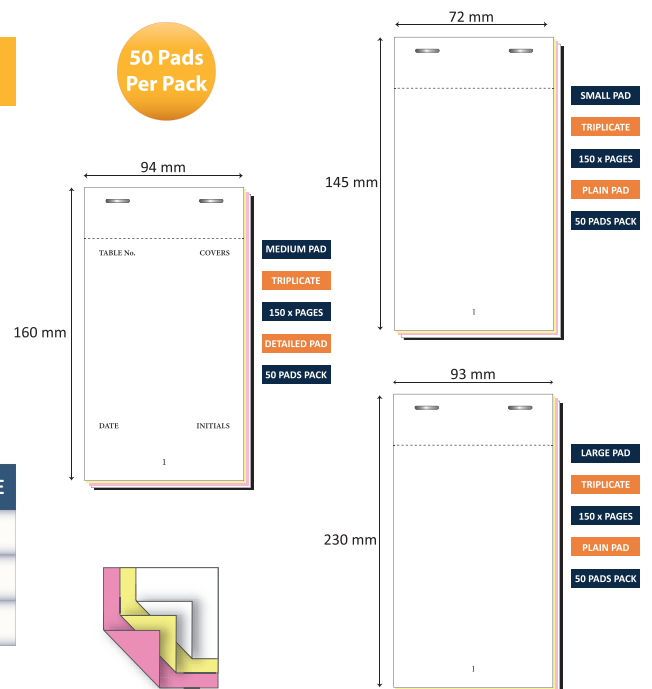 50 Pads
Per Pack
72 mm
145 mm
SMALL PAD
TRIPLICATE
150 x PAGES
PLAIN PAD
50 PADS PACK
1
94 mm
160 mm
TABLE No. COVERS
DATE INITIALS
1
MEDIUM PAD
TRIPLICATE
150 x PAGES
DETAILED PAD
50 PADS PACK
93 mm
230 mm
LARGE PAD
TRIPLICATE
150 x PAGES
PLAIN PAD
50 PADS PACK
1
E